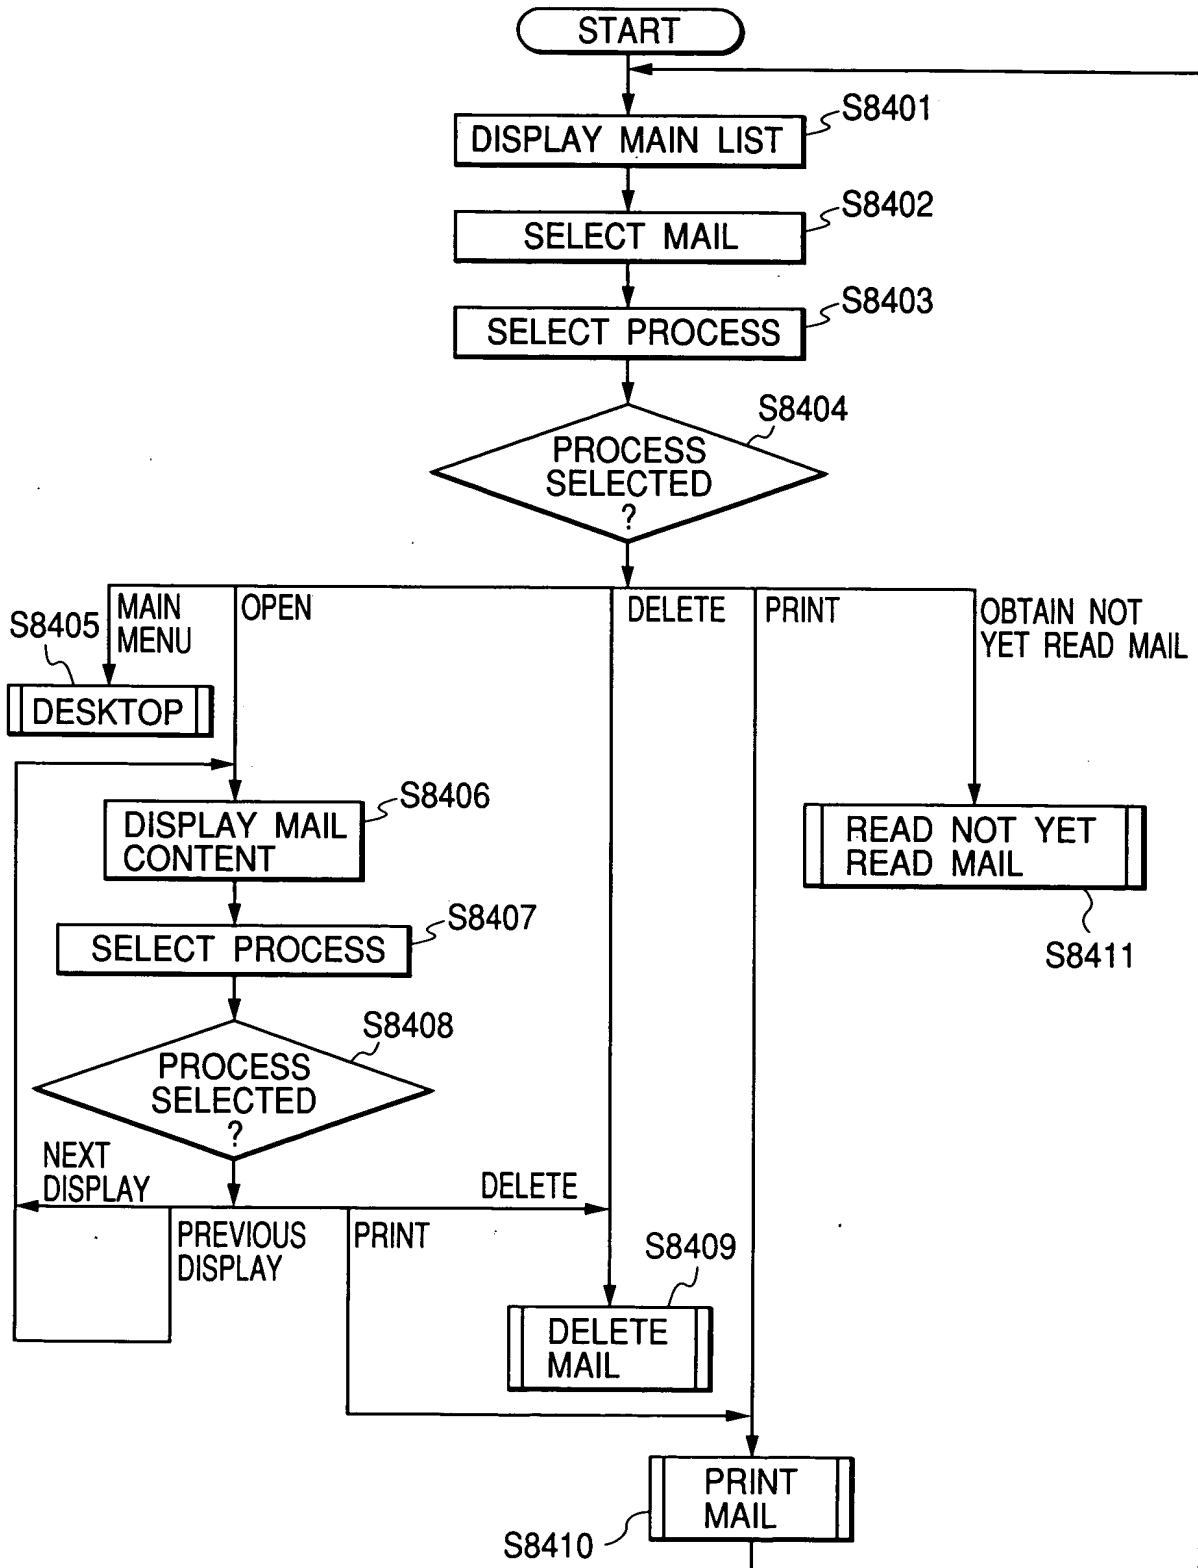 START
S8401
DISPLAY MAIN LIST
S8402
SELECT MAIL
S8403
SELECT PROCESS
S8404
PROCESS
SELECTED
?
MAIN
MENU
OPEN
DELETE
PRINT
OBTAIN NOT
YET READ MAIL
S8405
DESKTOP
S8406
DISPLAY MAIL
CONTENT
READ NOT YET
READ MAIL
S8411
S8407
SELECT PROCESS
S8408
PROCESS
SELECTED
?
NEXT
DISPLAY
PREVIOUS
DISPLAY
PRINT
DELETE
S8409
DELETE
MAIL
PRINT
MAIL
S8410